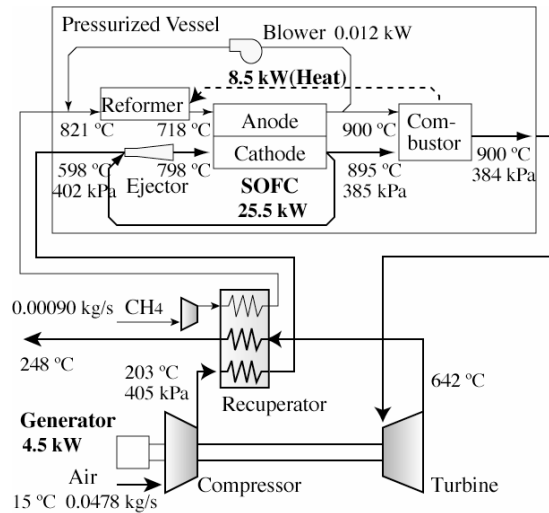 Pressurized Vessel
Blower 0.012 kW
8.5 kW(Heat)
Reformer
821 ºC
718 ºC
Anode
900 ºC
Com-
bustor
Cathode
598 ºC
402 kPa
Ejector
798 ºC
SOFC
25.5 kW
895 ºC
385 kPa
900 ºC
384 kPa
0.00090 kg/s
CH4
248 ºC
203 ºC
405 kPa
Recuperator
642 ºC
Generator
4.5 kW
Air
15 ºC 0.0478 kg/s
Compressor
Turbine